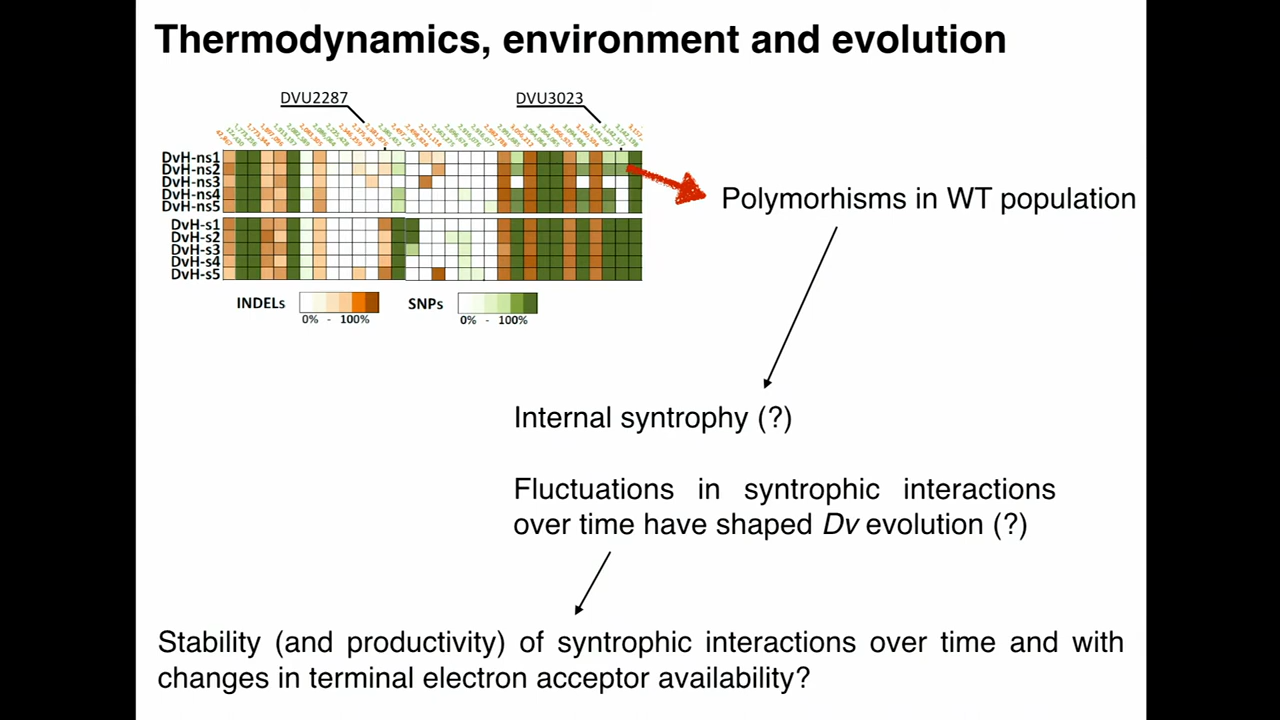 Thermodynamics, environment and evolution
DVU2287
DVU3023
DvH-ns1
DvH-ns2
DvH-ns3
DvH-ns4
DvH-ns5
DvH-s1
DvH-s2
DvH-s3
DvH-s4
DvH-s5
INDELs
0% - 100%
SNPs
0% - 100%
Polymorhisms in WT population
Internal syntrophy (?)
Fluctuations in syntrophic interactions
over time have shaped Dv evolution (?)
Stability (and productivity) of syntrophic interactions over time and with
changes in terminal electron acceptor availability?